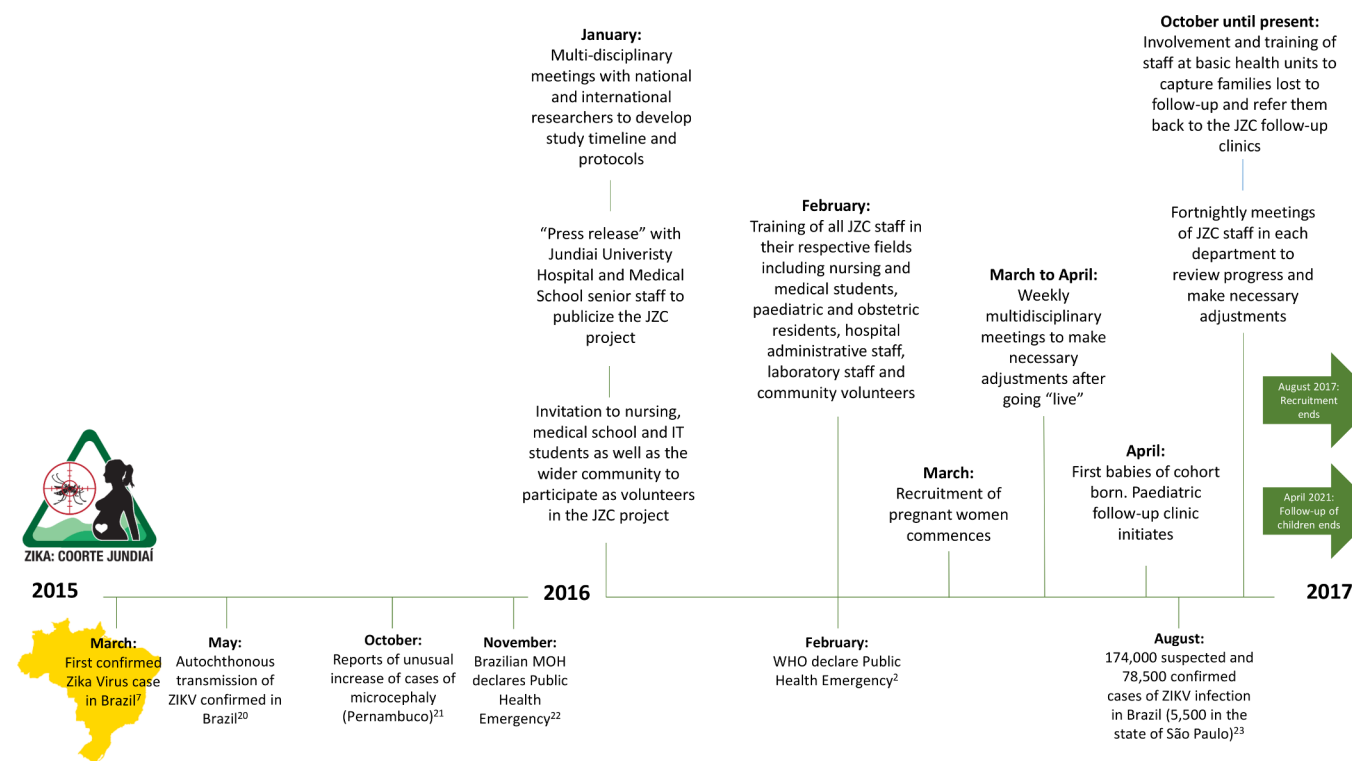 January:
Multi-disciplinary
meetings with national
and international
researchers to develop
study timeline and
protocols
“Press release” with
Jundiai Univeristy
Hospital and Medical
School senior staff to
publicize the JZC
project
Invitation to nursing,
medical school and IT
students as well as the
wider community to
participate as volunteers
in the JZC project
February:
Training of all JZC staff in
their respective fields
including nursing and
medical students,
paediatric and obstetric
residents, hospital
administrative staff,
laboratory staff and
community volunteers
March:
Recruitment of
pregnant women
commences
March to April:
Weekly
multidisciplinary
meetings to make
necessary
adjustments after
going “live”
April:
First babies of cohort
born. Paediatric
follow-up clinic
initiates
October until present:
Involvement and training of
staff at basic health units to
capture families lost to
follow-up and refer them
back to the JZC follow-up
clinics
Fortnightly meetings
of JZC staff in each
department to
review progress and
make necessary
adjustments
August 2017:
Recruitment
ends
April 2021:
Follow-up of
children ends
ZIKA: COORTE JUNDIAÍ
2015
2016
2017
March:
First confirmed
Zika Virus case
in Brazil7
May:
Autochthonous
transmission of
ZIKV confirmed in
Brazil20
October:
Reports of unusual
increase of cases of
microcephaly
(Pernambuco)21
November:
Brazilian MOH
declares Public
Health
Emergency22
February:
WHO declare Public
Health Emergency2
August:
174,000 suspected and
78,500 confirmed
cases of ZIKV infection
in Brazil (5,500 in the
state of São Paulo)23